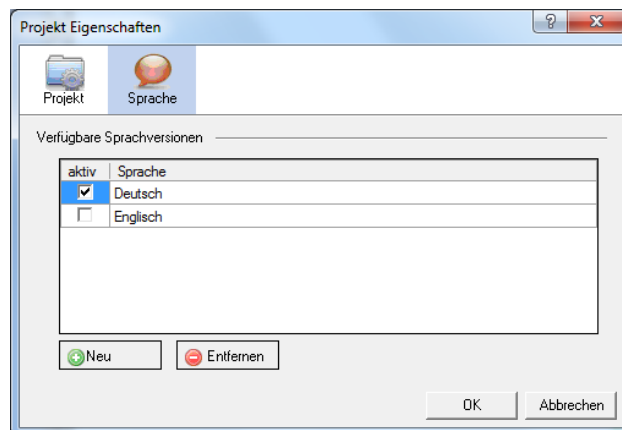 Projekt Eigenschaften
Projekt Sprache
Verfügbare Sprachversionen
aktiv Sprache
Deutsch
Englisch
Neu Entfernen
OK Abbrechen